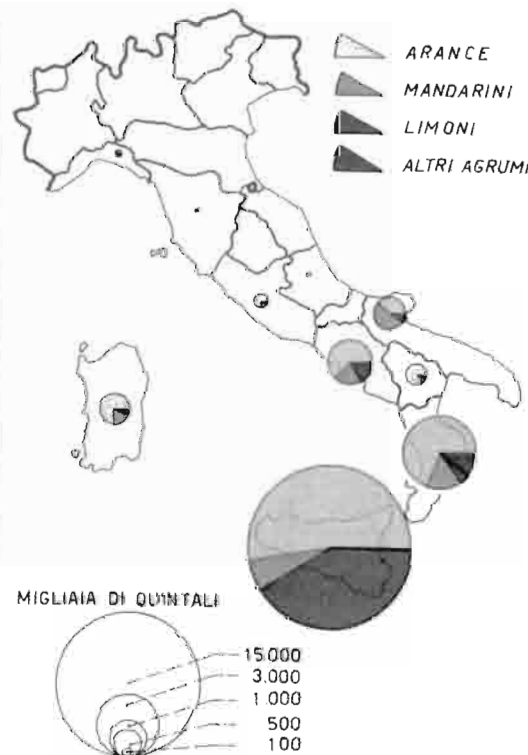 ARANCE
MANDARINI
LIMONI
ALTRI AGRUMI
MIGLIAIA DI QUINTALI
15.000
3.000
1.000
500
100